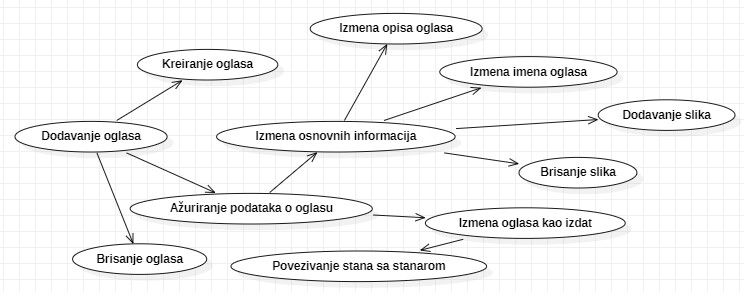 Izmena opisa oglasa
Kreiranje oglasa
Izmena imena oglasa
Dodavanje slika
Dodavanje oglasa
Izmena osnovnih informacija
Brisanje slika
Ažuriranje podataka o oglasu
Izmena oglasa kao izdat
Brisanje oglasa
Povezivanje stana sa stanarom